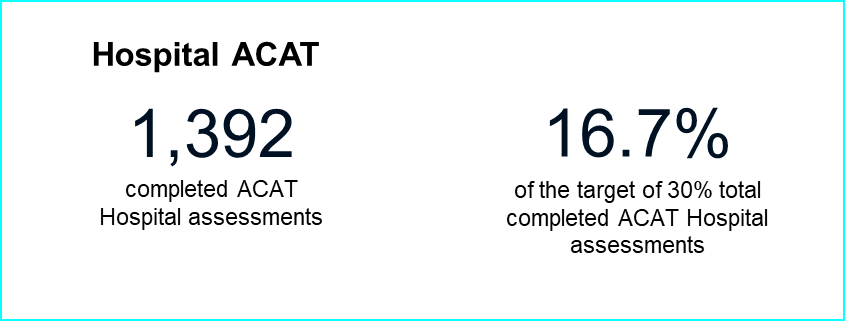 Hospital ACAT
1,392
completed ACAT
Hospital assessments
16.7%
of the target of 30% total
completed ACAT Hospital
assessments